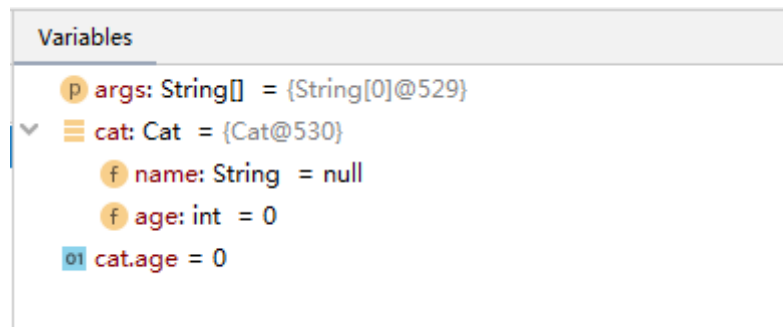 Variables
p args: String[] = {String[0]@529}
cat: Cat = {Cat@530}
f name: String = null
f age: int = 0
01 cat.age = 0